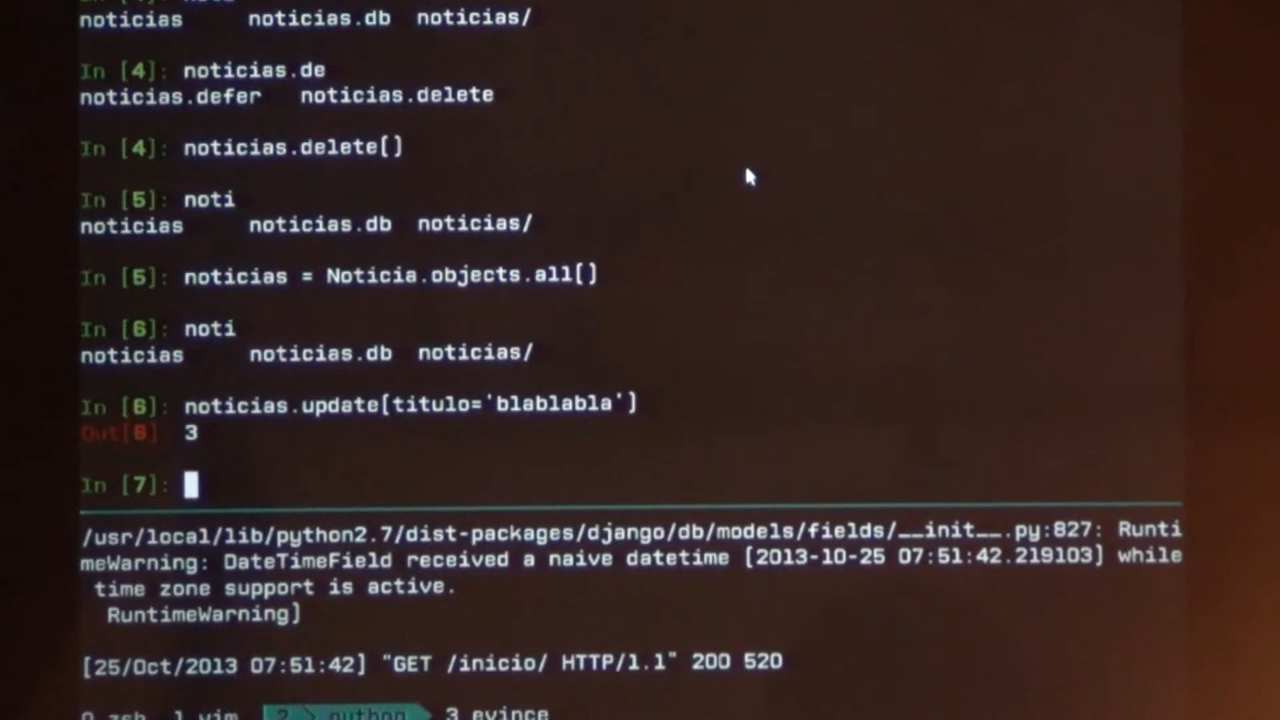 noticias noticias.db noticias/
In [4]: noticias.de
noticias.defer noticias.delete
In [4]: noticias.delete()
In [5]: noti
noticias noticias.db noticias/
In [5]: noticias = Noticia.objects.all()
In [6]: noti
noticias noticias.db noticias/
In [6]: noticias.update(titulo='blablabla')
Out[6] 3
In [7]:
/usr/local/lib/python2.7/dist-packages/django/db/models/fields/__init__.py:827: Runti
meWarning: DateTimeField received a naive datetime (2013-10-25 07:51:42.219103) while
time zone support is active.
RuntimeWarning)
[25/Oct/2013 07:51:42] "GET /inicio/ HTTP/1.1" 200 520
0 zsh 1 vim 2 python 3 evince